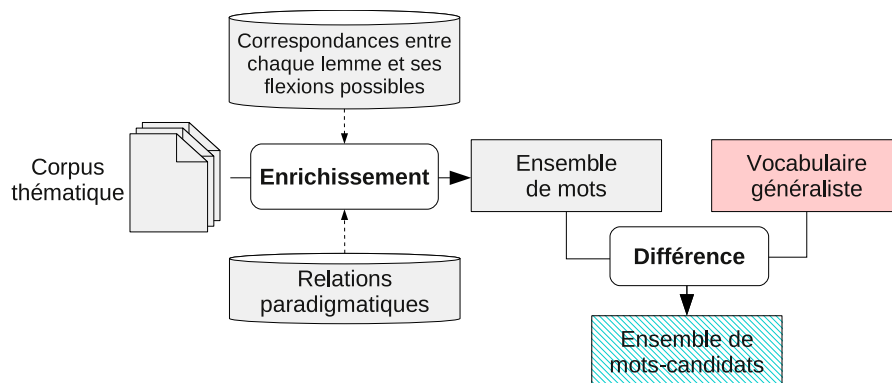 Correspondances entre
chaque lemme et ses
flexions possibles
Corpus
thématique
Enrichissement
Ensemble
de mots
Vocabulaire
généraliste
Différence
Relations
paradigmatiques
Ensemble de
mots-candidats